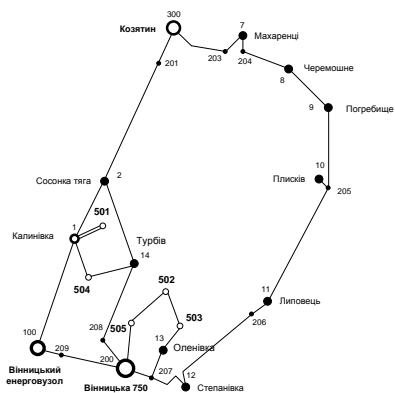 300
7
Козятин
Махаренці
203
204
201
Черемошне
8
9
Погребище
10
Плисків
205
Сосонка тяга
2
501
1
Калинівка
Турбів
14
504
502
11
Липовець
206
503
505
208
13
100
209
Оленівка
200
207
12
Вінницький
енерговузол
Вінницька 750
Степанівка